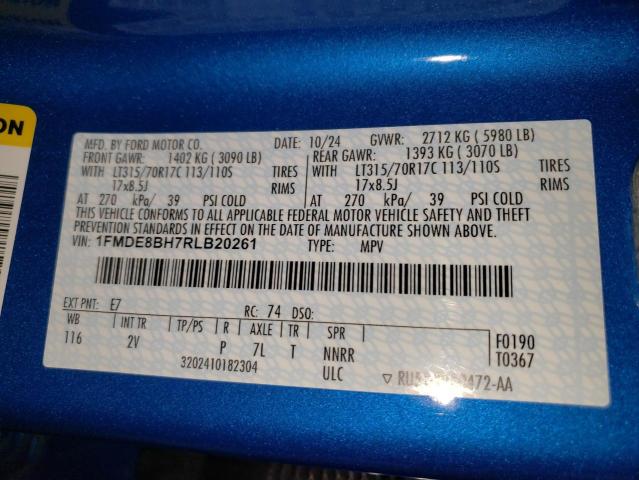 ON
MFD. BY FORD MOTOR CO.
DATE: 10/24 GVWR: 2712 KG ( 5980 LB)
FRONT GAWR: 1402 KG ( 3090 LB)
WITH LT315/70R17C 113/110S TIRES
17x8.5J RIMS
AT 270 kPa/ 39 PSI COLD
REAR GAWR: 1393 KG ( 3070 LB)
WITH LT315/70R17C 113/110S TIRES
17x8.5J RIMS
AT 270 kPa/ 39 PSI COLD
THIS VEHICLE CONFORMS TO ALL APPLICABLE FEDERAL MOTOR VEHICLE SAFETY AND THEFT
PREVENTION STANDARDS IN EFFECT ON THE DATE OF MANUFACTURE SHOWN ABOVE.
VIN: 1FMDE8BH7RLB20261 TYPE: MPV
EXT PNT: E7 RC: 74 DSO:
WB INT TR TP/PS R AXLE TR SPR
116 2V P 7L T NNRR
3202410182304 ULC
F0190
T0367
472-AA